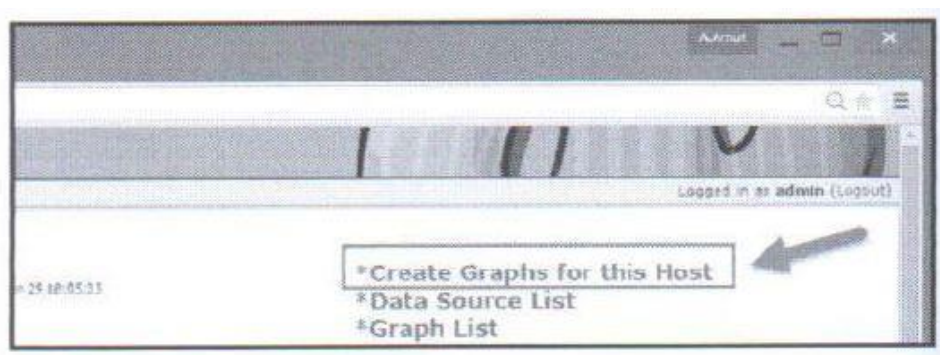 Logged in as admin (Logout)
*Create Graphs for this Host
*Data Source List
*Graph List